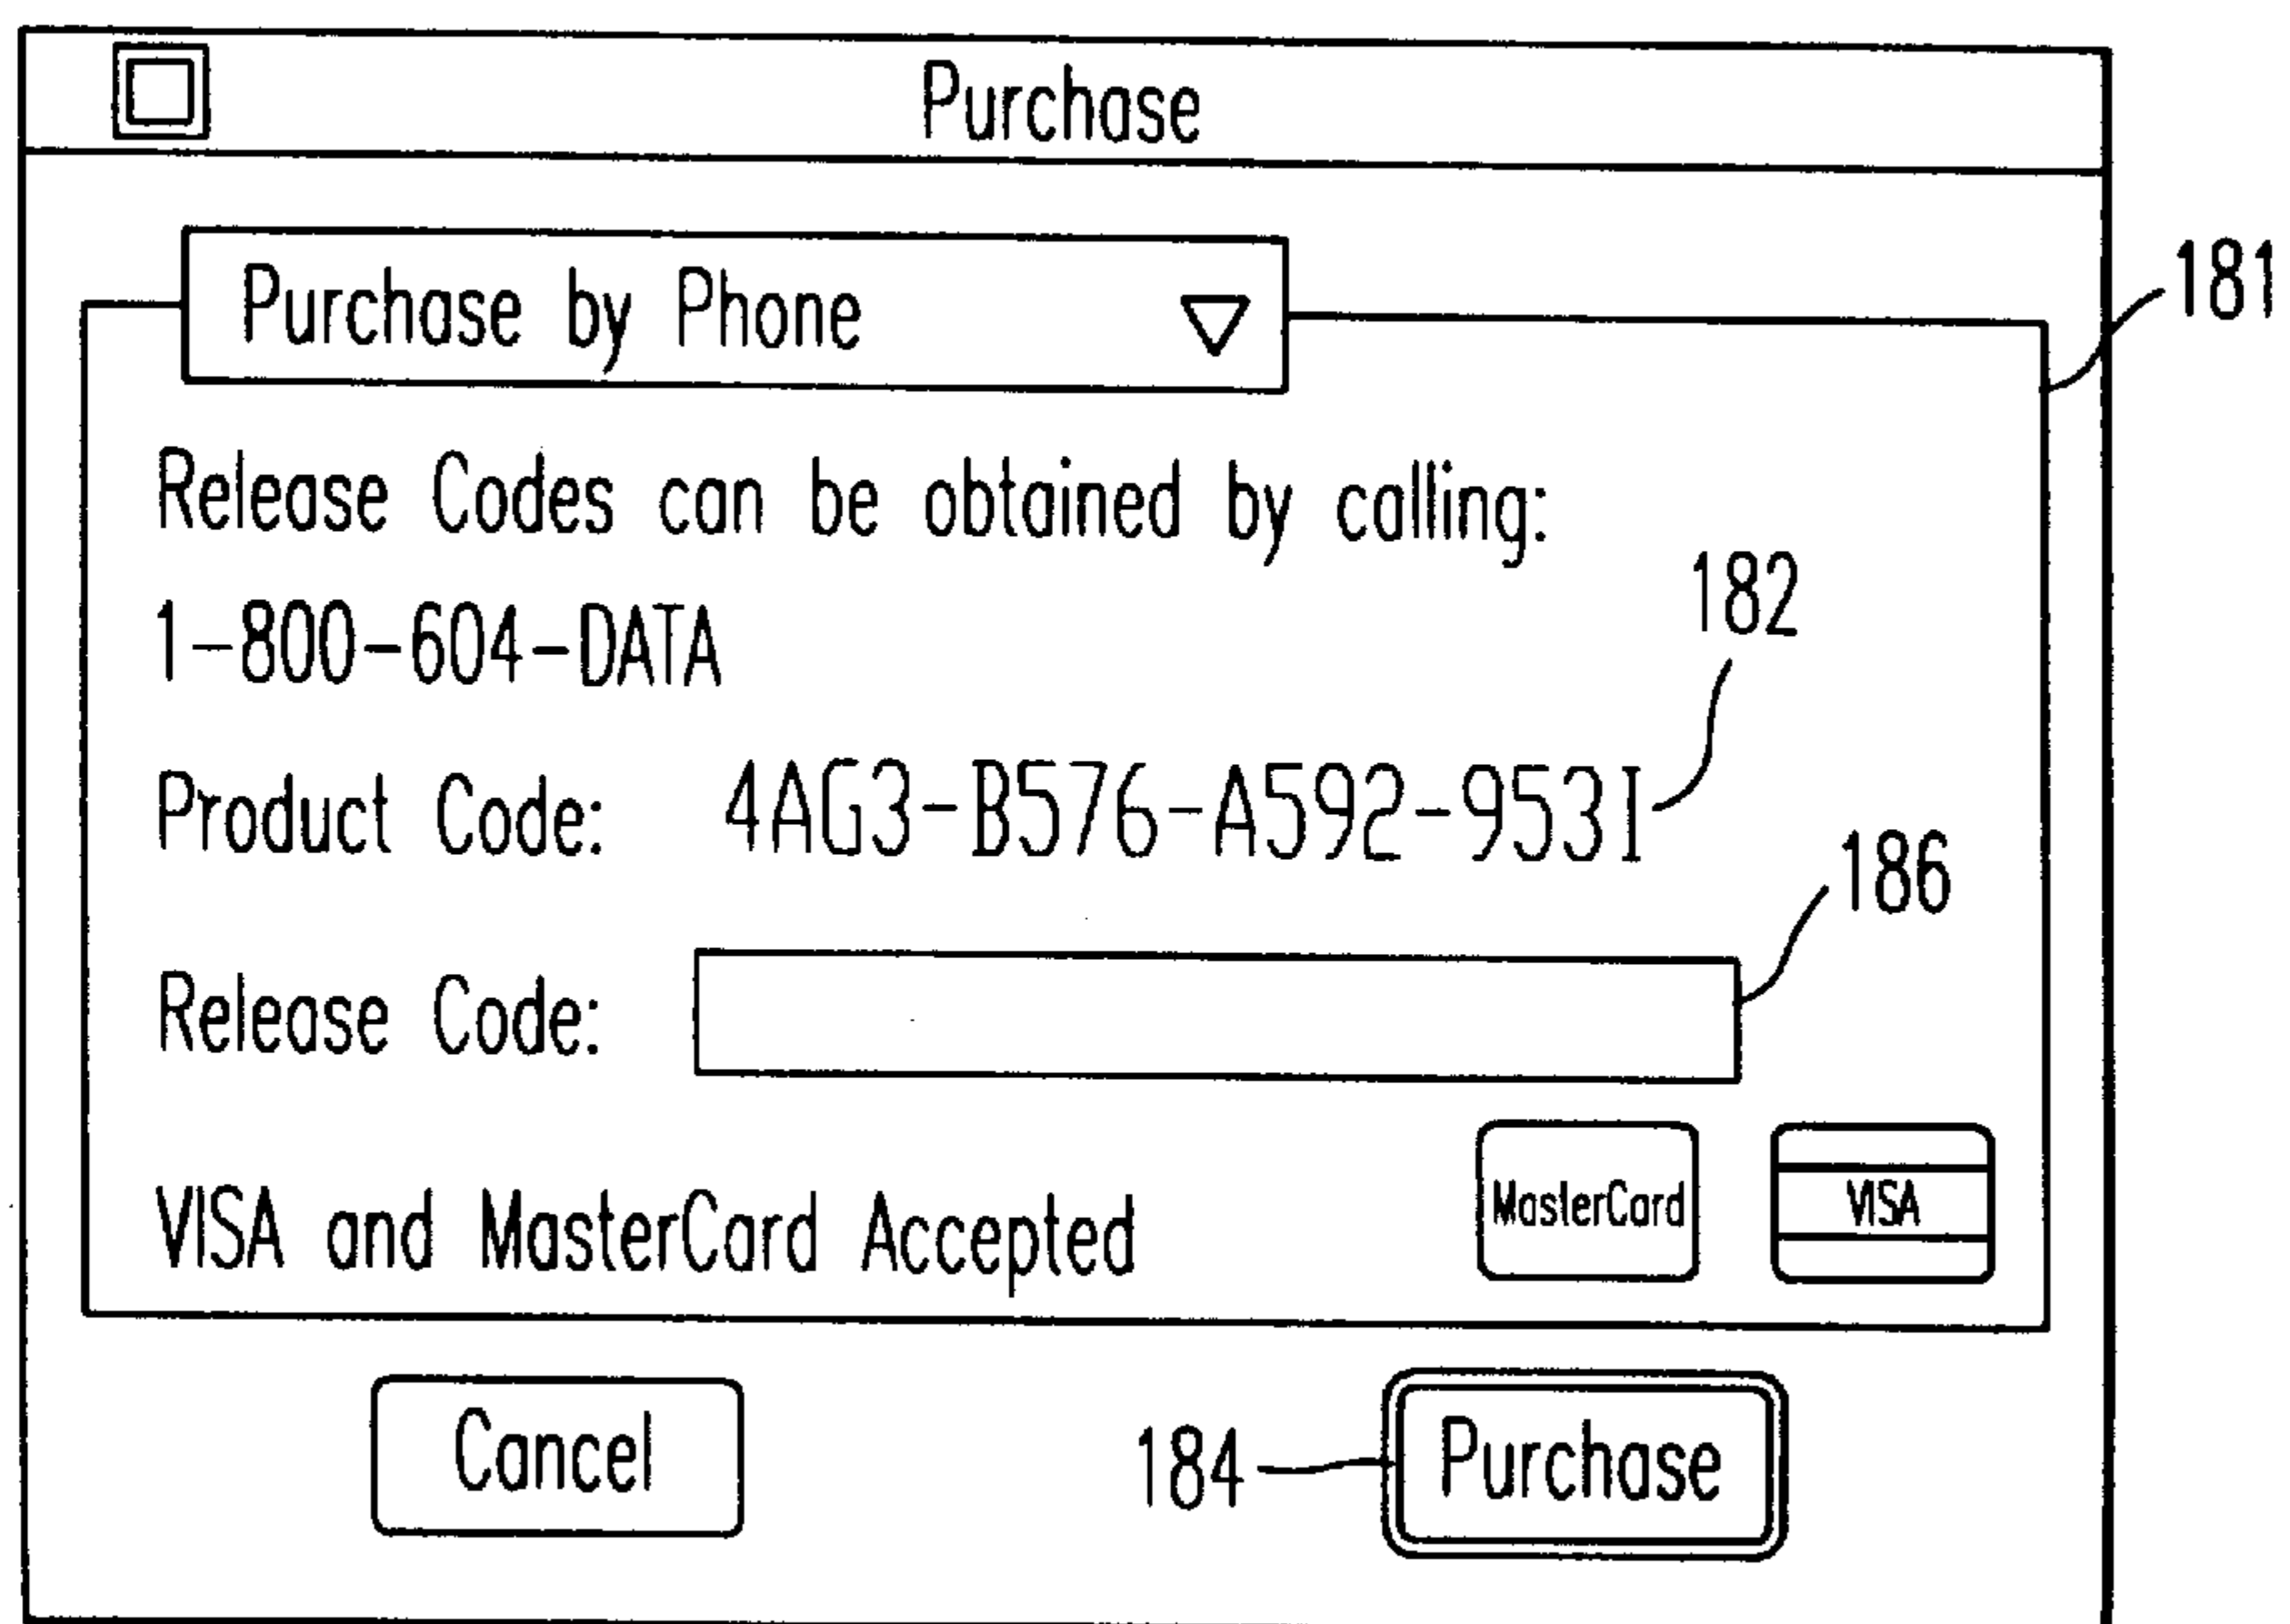 Purchase
Purchase by Phone
181
Release Codes can be obtained by calling:
1-800-604-DATA
182
Product Code: 4AG3-B576-A592-953I
186
Release Code:
VISA and MasterCard Accepted
MasterCard
VISA
Cancel
184
Purchase